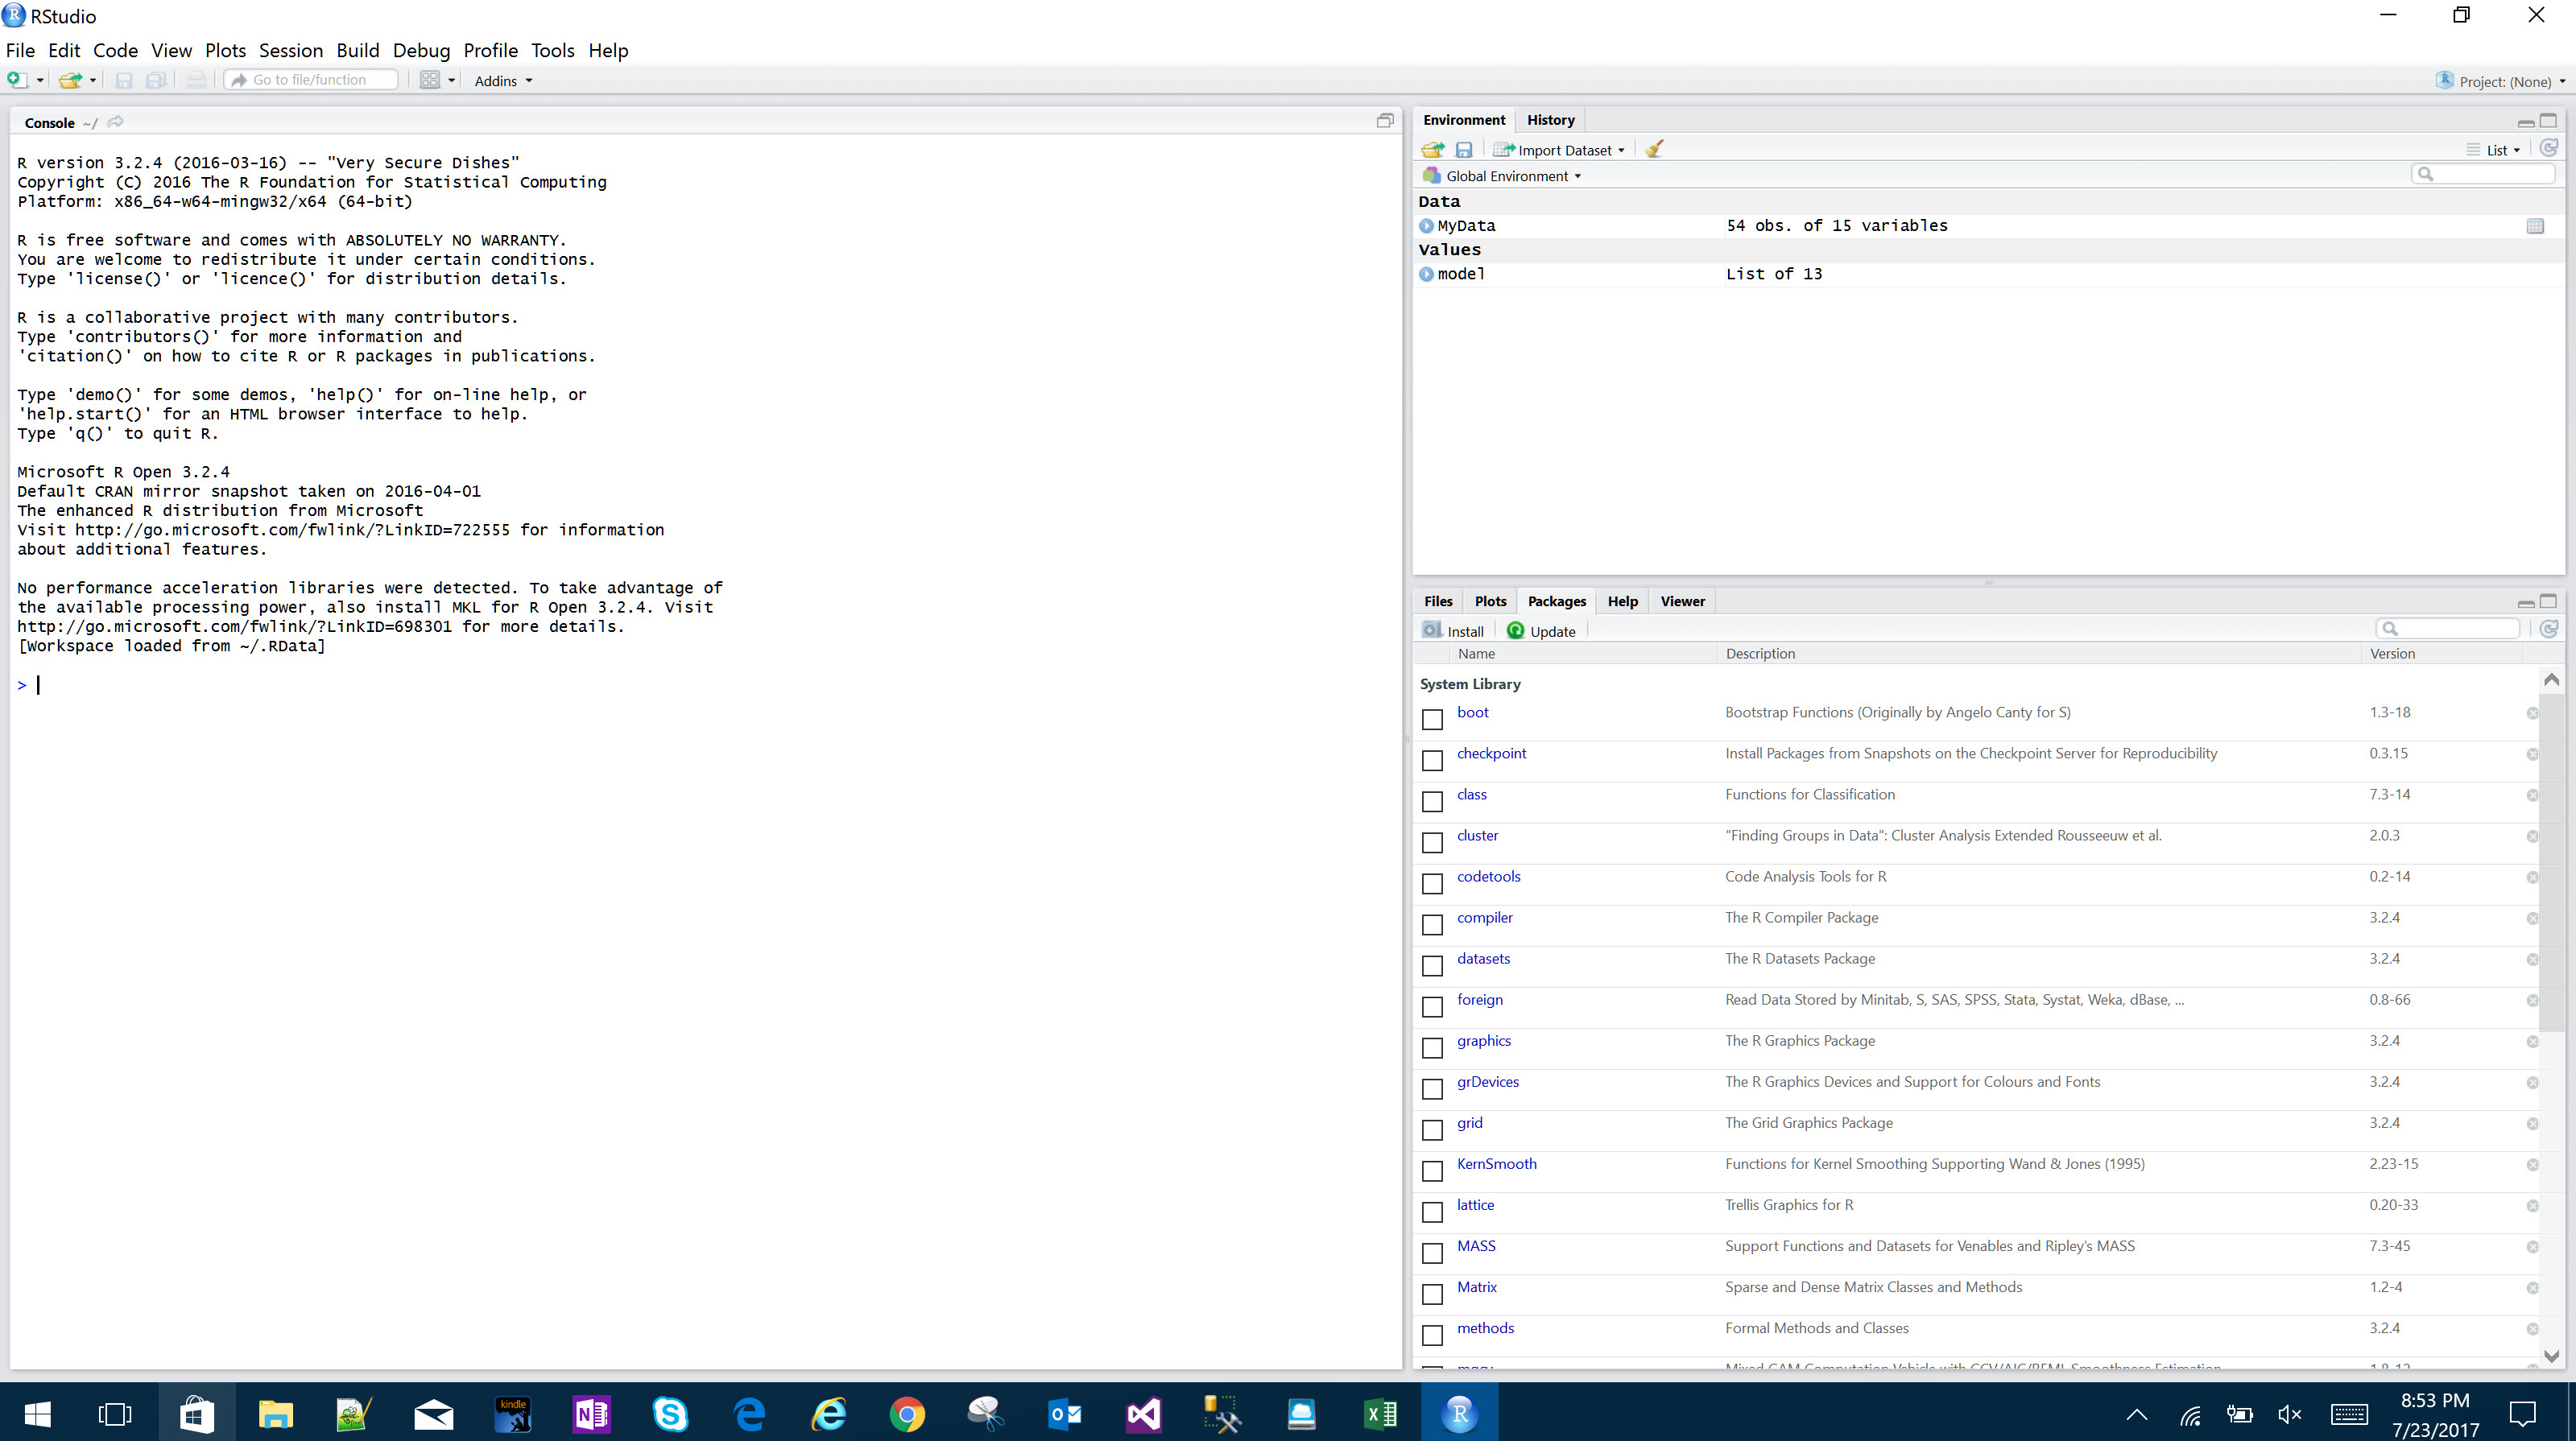 RStudio
File Edit Code View Plots Session Build Debug Profile Tools Help
Go to file/function Addins Project: (None)
Console ~/
R version 3.2.4 (2016-03-16) -- "Very Secure Dishes"
Copyright (C) 2016 The R Foundation for Statistical Computing
Platform: x86_64-w64-mingw32/x64 (64-bit)
R is free software and comes with ABSOLUTELY NO WARRANTY.
You are welcome to redistribute it under certain conditions.
Type 'license()' or 'licence()' for distribution details.
R is a collaborative project with many contributors.
Type 'contributors()' for more information and
'citation()' on how to cite R or R packages in publications.
Type 'demo()' for some demos, 'help()' for on-line help, or
'help.start()' for an HTML browser interface to help.
Type 'q()' to quit R.
Microsoft R Open 3.2.4
Default CRAN mirror snapshot taken on 2016-04-01
The enhanced R distribution from Microsoft
Visit http://go.microsoft.com/fwlink/?LinkID=722555 for information
about additional features.
No performance acceleration libraries were detected. To take advantage of
the available processing power, also install MKL for R Open 3.2.4. Visit
http://go.microsoft.com/fwlink/?LinkID=698301 for more details.
[Workspace loaded from ~/.RData]
>
Environment History
Import Dataset List
Global Environment
Data
MyData 54 obs. of 15 variables
Values
model List of 13
Files Plots Packages Help Viewer
Install Update
Name Description Version
System Library
boot Bootstrap Functions (Originally by Angelo Canty for S) 1.3-18
checkpoint Install Packages from Snapshots on the Checkpoint Server for Reproducibility 0.3.15
class Functions for Classification 7.3-14
cluster "Finding Groups in Data": Cluster Analysis Extended Rousseeuw et al. 2.0.3
codetools Code Analysis Tools for R 0.2-14
compiler The R Compiler Package 3.2.4
datasets The R Datasets Package 3.2.4
foreign Read Data Stored by Minitab, S, SAS, SPSS, Stata, Systat, Weka, dBase, ... 0.8-66
graphics The R Graphics Package 3.2.4
grDevices The R Graphics Devices and Support for Colours and Fonts 3.2.4
grid The Grid Graphics Package 3.2.4
KernSmooth Functions for Kernel Smoothing Supporting Wand & Jones (1995) 2.23-15
lattice Trellis Graphics for R 0.20-33
MASS Support Functions and Datasets for Venables and Ripley's MASS 7.3-45
Matrix Sparse and Dense Matrix Classes and Methods 1.2-4
methods Formal Methods and Classes 3.2.4
kindle
8:53 PM
7/23/2017